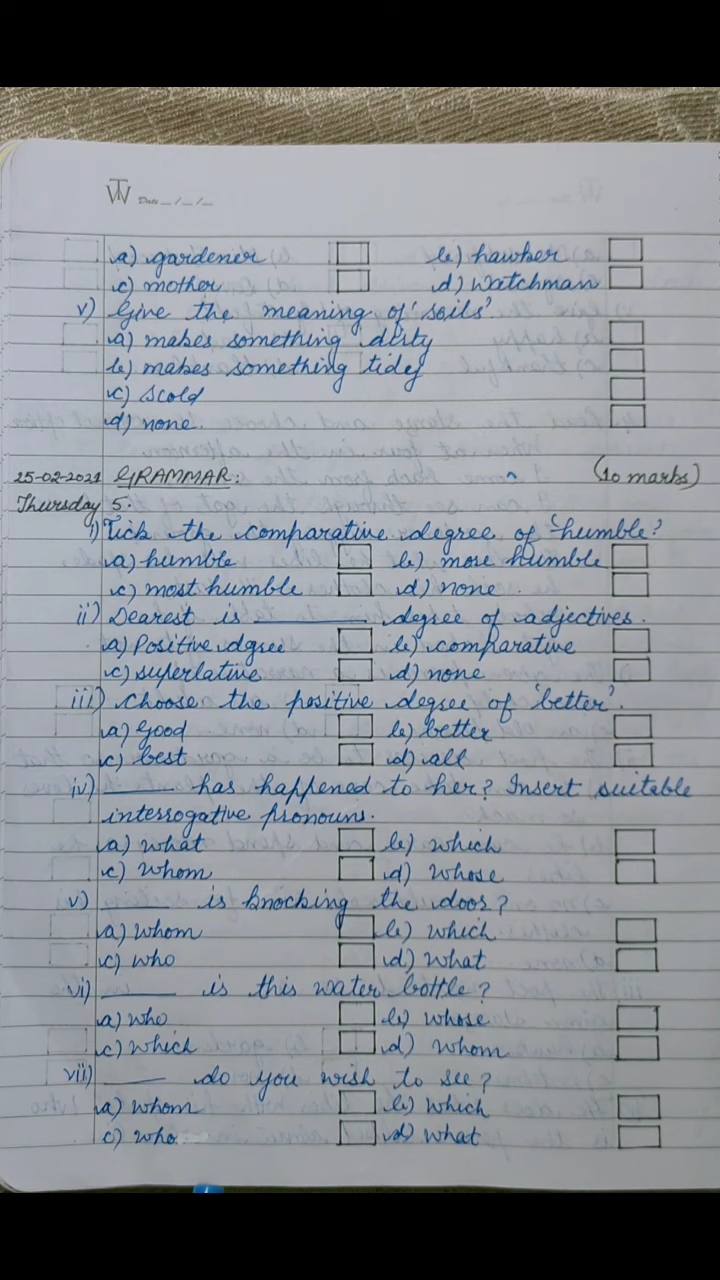 TW Date _/_/_
a) gardener b) hawker
c) mother d) watchman
v) Give the meaning of 'soils'.
a) makes something dirty
b) makes something tidy
c) scold
d) none.
25-02-2021 GRAMMAR: (10 marks)
Thursday 5.
i) Tick the comparative degree of 'humble?
a) humble b) more humble
c) most humble d) none.
ii) Dearest is ________ degree of adjectives.
a) Positive dgree b) comparative
c) superlative d) none
iii) Choose the positive degree of 'better'.
a) Good b) better
c) best d) all
iv) ______ has happened to her? Insert suitable
interrogative pronouns.
a) what b) which
c) whom d) whose
v) ______ is knocking the door?
a) whom b) which
c) who d) what
vi) ______ is this water bottle?
a) who b) whose
c) which d) whom
vii) ______ do you wish to see?
a) whom b) which
c) who d) what